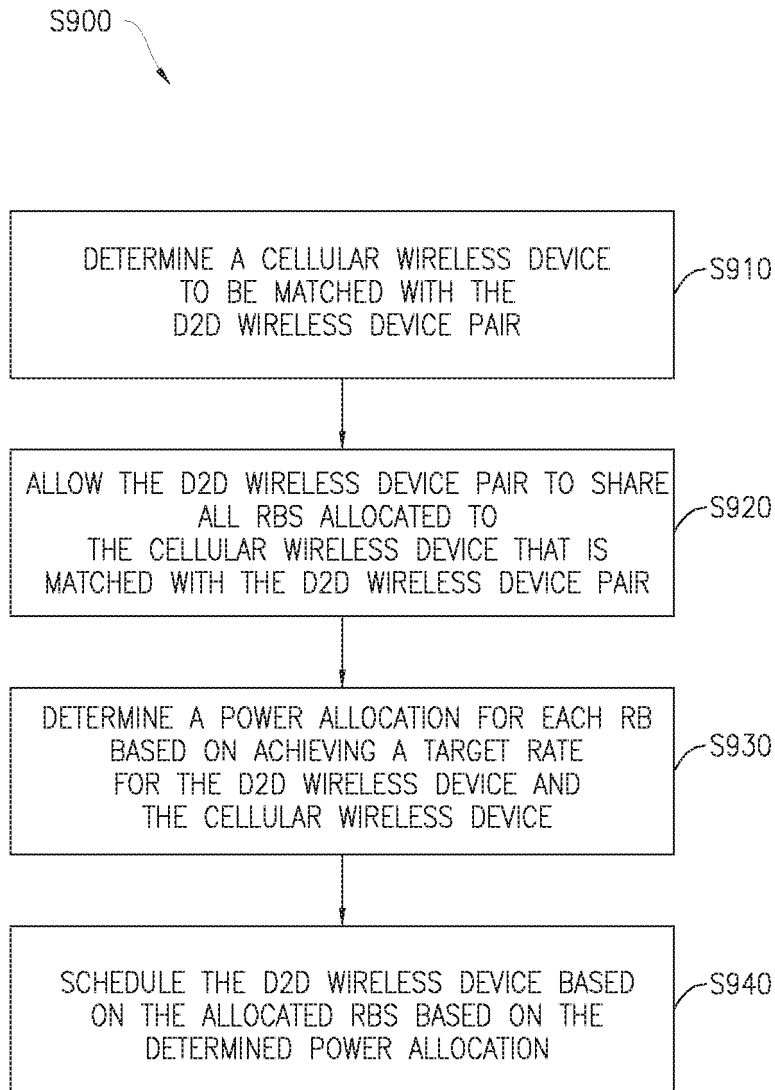 S900
DETERMINE A CELLULAR WIRELESS DEVICE
TO BE MATCHED WITH THE
D2D WIRELESS DEVICE PAIR
S910
ALLOW THE D2D WIRELESS DEVICE PAIR TO SHARE
ALL RBS ALLOCATED TO
THE CELLULAR WIRELESS DEVICE THAT IS
MATCHED WITH THE D2D WIRELESS DEVICE PAIR
S920
DETERMINE A POWER ALLOCATION FOR EACH RB
BASED ON ACHIEVING A TARGET RATE
FOR THE D2D WIRELESS DEVICE AND
THE CELLULAR WIRELESS DEVICE
S930
SCHEDULE THE D2D WIRELESS DEVICE BASED
ON THE ALLOCATED RBS BASED ON THE
DETERMINED POWER ALLOCATION
S940